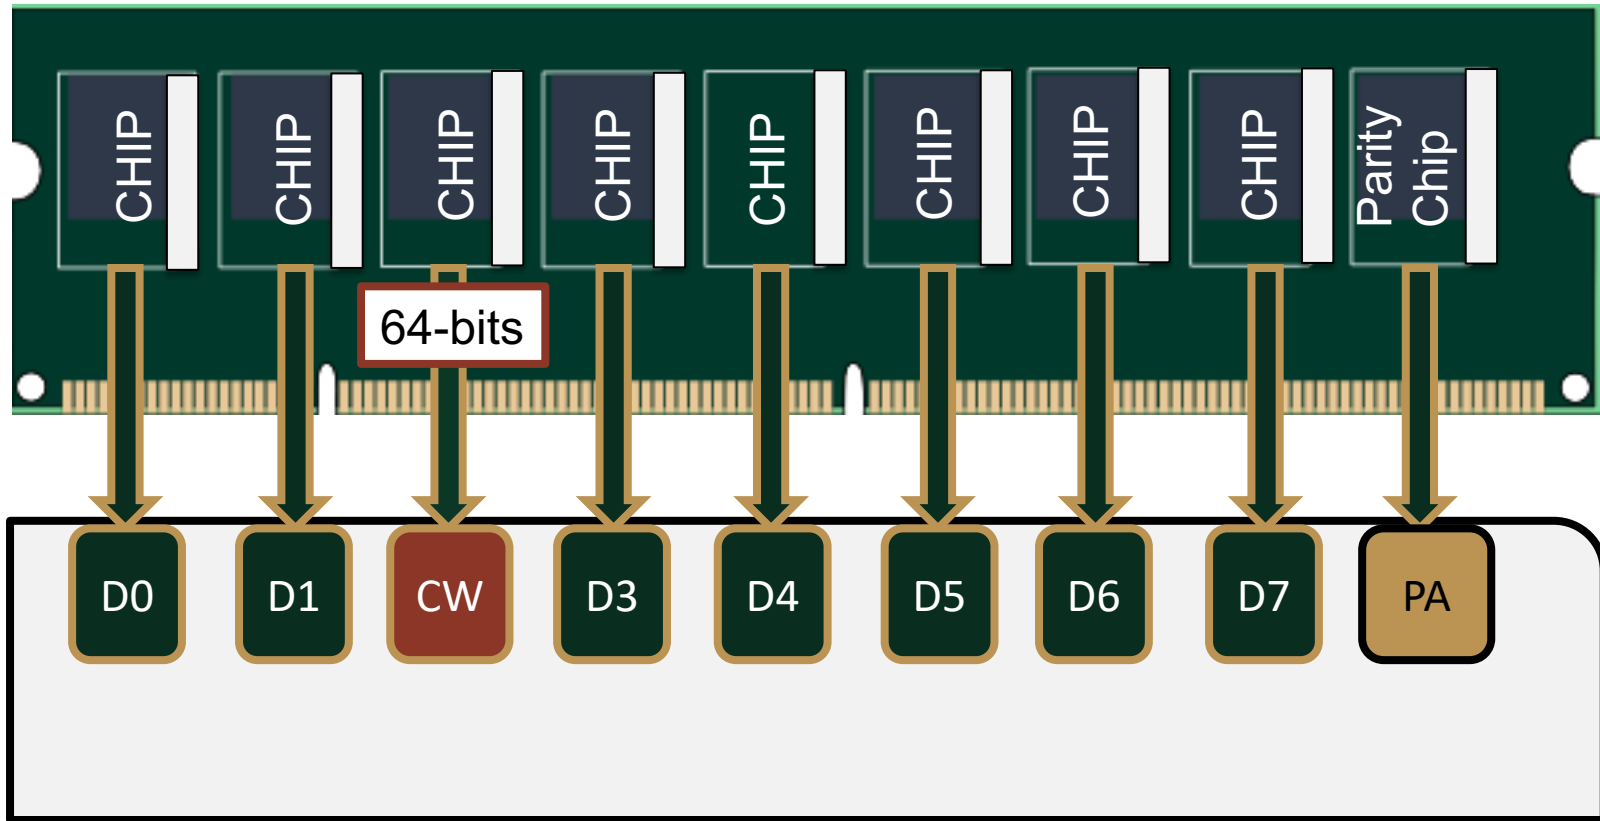 CHIP
CHIP
CHIP
CHIP
CHIP
CHIP
CHIP
CHIP
Parity
Chip
64-bits
D0
D1
CW
D3
D4
D5
D6
D7
PA